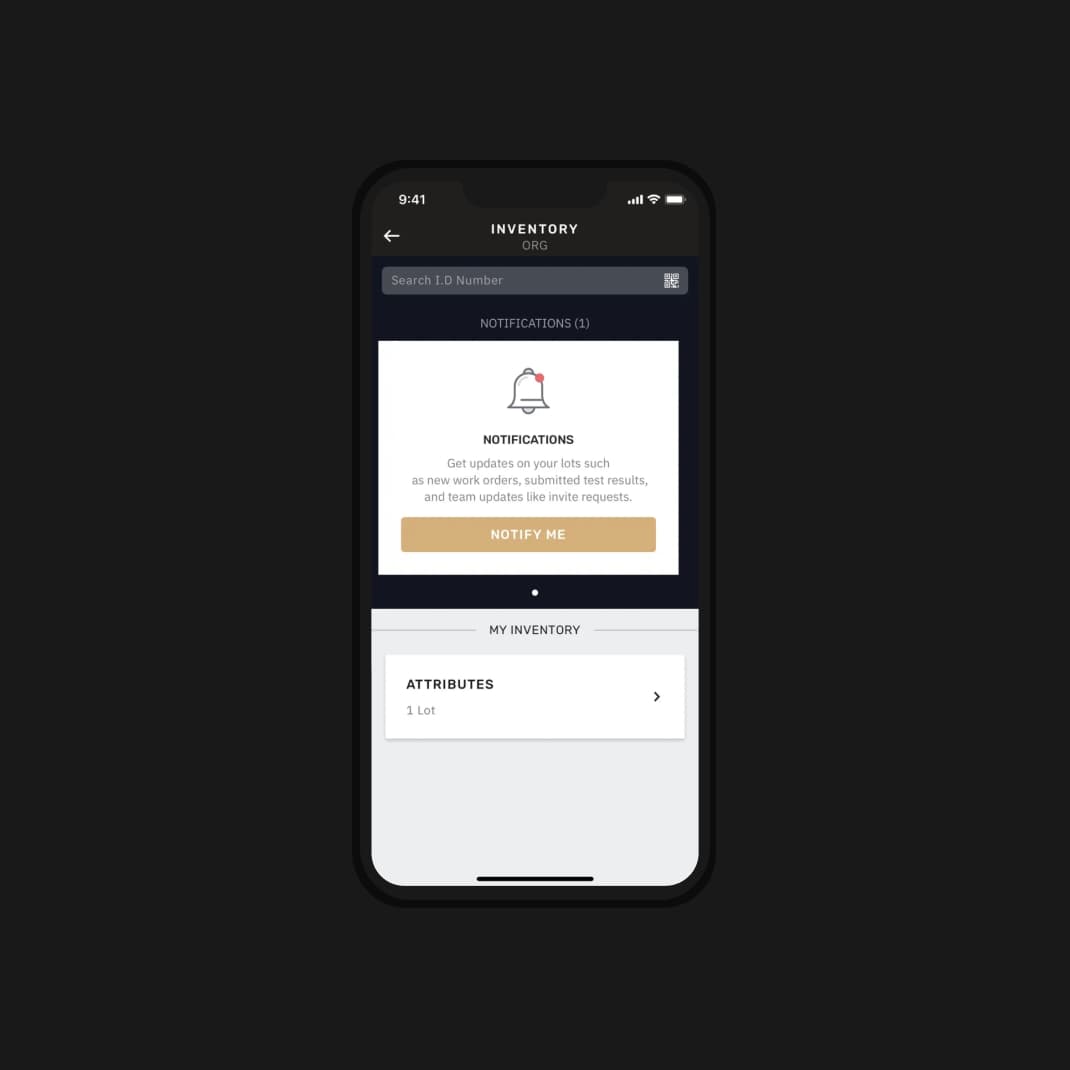 9:41
INVENTORY
ORG
Search I.D Number
NOTIFICATIONS (1)
NOTIFICATIONS
Get updates on your lots such
as new work orders, submitted test results,
and team updates like invite requests.
NOTIFY ME
MY INVENTORY
ATTRIBUTES
1 Lot